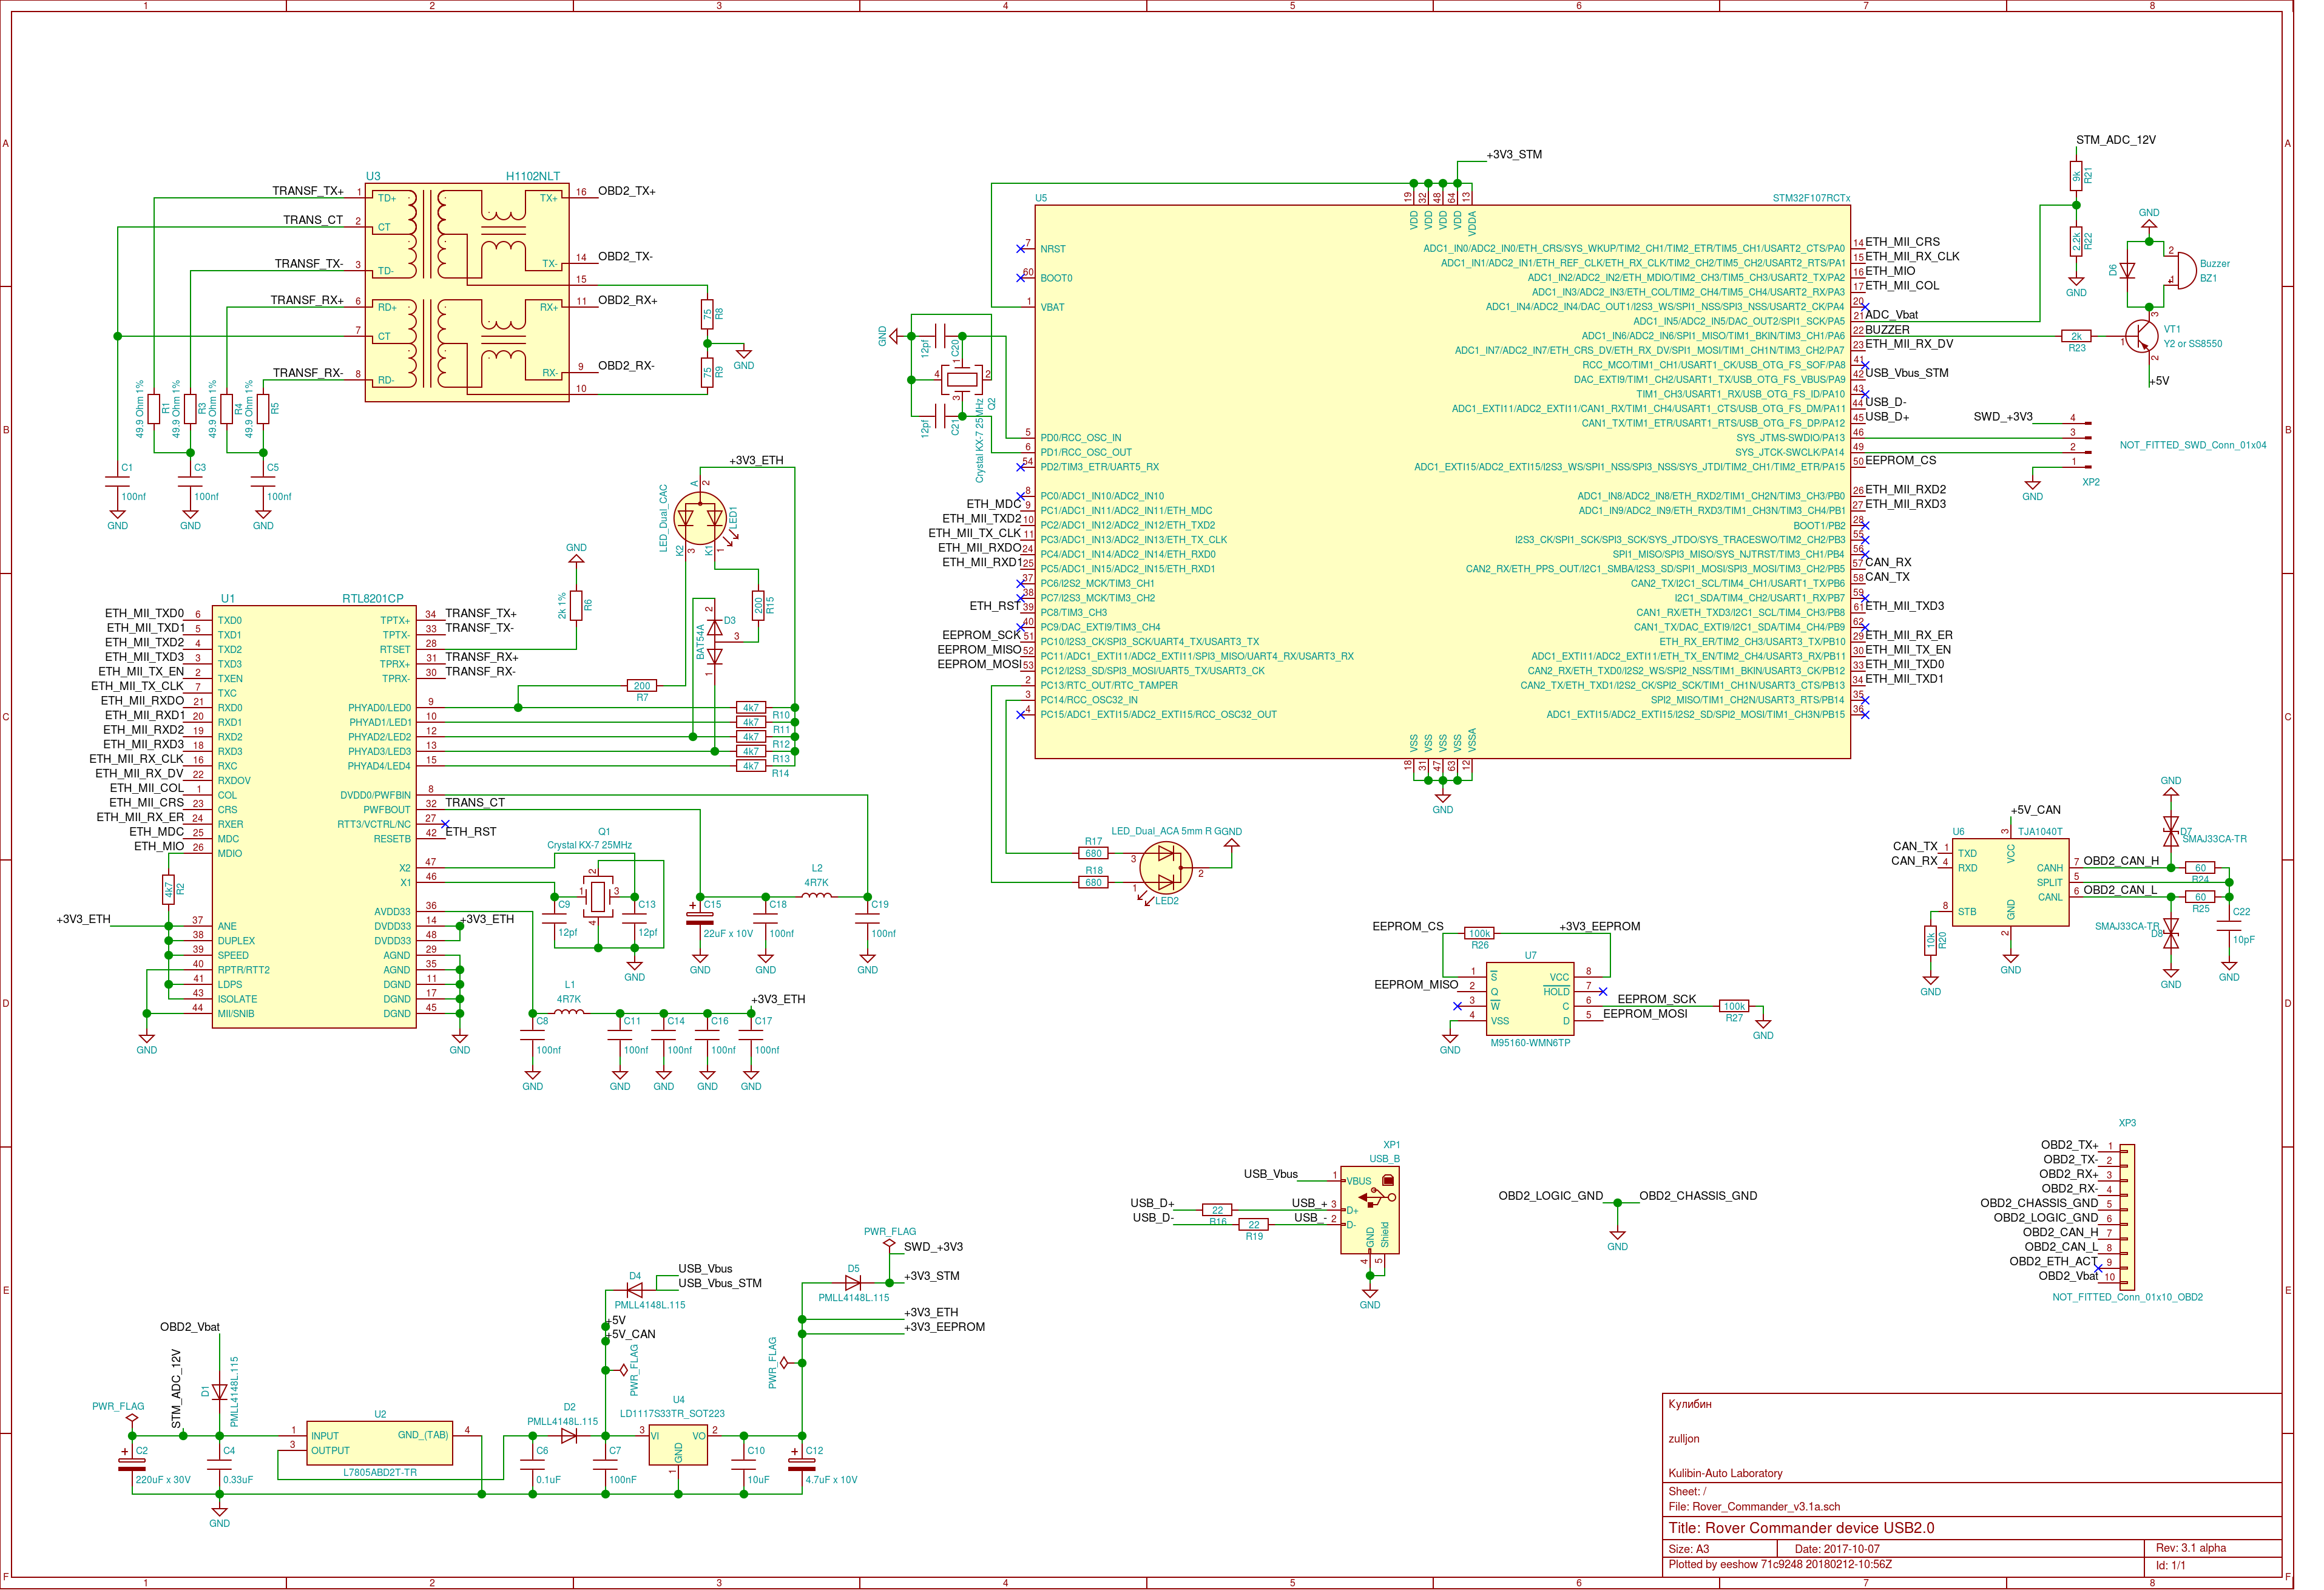 1 2 3 4 5 6 7 8
A B C D E F
U3 H1102NLT
TRANSF_TX+ 1 TD+
TRANS_CT 2 CT
TRANSF_TX- 3 TD-
TRANSF_RX+ 6 RD+
7 CT
TRANSF_RX- 8 RD-
TX+ 16 OBD2_TX+
TX- 14 OBD2_TX-
15
RX+ 11 OBD2_RX+
RX- 9 OBD2_RX-
10
75 R8
75 R9
GND
49.9 Ohm 1% R1
49.9 Ohm 1% R3
49.9 Ohm 1% R4
49.9 Ohm 1% R5
C1 100nf GND
C3 100nf GND
C5 100nf GND
+3V3_ETH
LED_Dual_CAC
A 2
LED1
K2 3
K1 1
200 R15
BAT54A D3
2 3 1
GND
2k 1% R6
200 R7
U1 RTL8201CP
ETH_MII_TXD0 6 TXD0
ETH_MII_TXD1 5 TXD1
ETH_MII_TXD2 4 TXD2
ETH_MII_TXD3 3 TXD3
ETH_MII_TX_EN 2 TXEN
ETH_MII_TX_CLK 7 TXC
ETH_MII_RXDO 21 RXD0
ETH_MII_RXD1 20 RXD1
ETH_MII_RXD2 19 RXD2
ETH_MII_RXD3 18 RXD3
ETH_MII_RX_CLK 16 RXC
ETH_MII_RX_DV 22 RXDOV
ETH_MII_COL 1 COL
ETH_MII_CRS 23 CRS
ETH_MII_RX_ER 24 RXER
ETH_MDC 25 MDC
ETH_MIO 26 MDIO
4k7 R2
+3V3_ETH 37 ANE
38 DUPLEX
39 SPEED
40 RPTR/RTT2
41 LDPS
43 ISOLATE
44 MII/SNIB
GND
TPTX+ 34 TRANSF_TX+
TPTX- 33 TRANSF_TX-
RTSET 28
TPRX+ 31 TRANSF_RX+
TPRX- 30 TRANSF_RX-
PHYAD0/LED0 9 4k7 R10
PHYAD1/LED1 10 4k7 R11
PHYAD2/LED2 12 4k7 R12
PHYAD3/LED3 13 4k7 R13
PHYAD4/LED4 15 4k7 R14
DVDD0/PWFBIN 8
PWFBOUT 32 TRANS_CT
RTT3/VCTRL/NC 27
RESETB 42 ETH_RST
X2 47
X1 46
AVDD33 36
DVDD33 14 +3V3_ETH
DVDD33 48
AGND 29
AGND 35
DGND 11
DGND 17
DGND 45
GND
Q1
Crystal KX-7 25MHz
1 2 3 4
C9 12pf
C13 12pf
GND
C15 22uF x 10V GND
C18 100nf GND
L2
4R7K
C19 100nf GND
L1
4R7K
+3V3_ETH
C8 100nf GND
C11 100nf GND
C14 100nf GND
C16 100nf GND
C17 100nf GND
+3V3_STM
19 32 48 64 13
VDD VDD VDD VDD VDDA
U5 STM32F107RCTx
7 NRST
60 BOOT0
1 VBAT
5 PD0/RCC_OSC_IN
6 PD1/RCC_OSC_OUT
54 PD2/TIM3_ETR/UART5_RX
8 PC0/ADC1_IN10/ADC2_IN10
ETH_MDC 9 PC1/ADC1_IN11/ADC2_IN11/ETH_MDC
ETH_MII_TXD2 10 PC2/ADC1_IN12/ADC2_IN12/ETH_TXD2
ETH_MII_TX_CLK 11 PC3/ADC1_IN13/ADC2_IN13/ETH_TX_CLK
ETH_MII_RXDO 24 PC4/ADC1_IN14/ADC2_IN14/ETH_RXD0
ETH_MII_RXD1 25 PC5/ADC1_IN15/ADC2_IN15/ETH_RXD1
37 PC6/I2S2_MCK/TIM3_CH1
38 PC7/I2S3_MCK/TIM3_CH2
ETH_RST 39 PC8/TIM3_CH3
40 PC9/DAC_EXTI9/TIM3_CH4
EEPROM_SCK 51 PC10/I2S3_CK/SPI3_SCK/UART4_TX/USART3_TX
EEPROM_MISO 52 PC11/ADC1_EXTI11/ADC2_EXTI11/SPI3_MISO/UART4_RX/USART3_RX
EEPROM_MOSI 53 PC12/I2S3_SD/SPI3_MOSI/UART5_TX/USART3_CK
2 PC13/RTC_OUT/RTC_TAMPER
3 PC14/RCC_OSC32_IN
4 PC15/ADC1_EXTI15/ADC2_EXTI15/RCC_OSC32_OUT
ADC1_IN0/ADC2_IN0/ETH_CRS/SYS_WKUP/TIM2_CH1/TIM2_ETR/TIM5_CH1/USART2_CTS/PA0 14 ETH_MII_CRS
ADC1_IN1/ADC2_IN1/ETH_REF_CLK/ETH_RX_CLK/TIM2_CH2/TIM5_CH2/USART2_RTS/PA1 15 ETH_MII_RX_CLK
ADC1_IN2/ADC2_IN2/ETH_MDIO/TIM2_CH3/TIM5_CH3/USART2_TX/PA2 16 ETH_MIO
ADC1_IN3/ADC2_IN3/ETH_COL/TIM2_CH4/TIM5_CH4/USART2_RX/PA3 17 ETH_MII_COL
ADC1_IN4/ADC2_IN4/DAC_OUT1/I2S3_WS/SPI1_NSS/SPI3_NSS/USART2_CK/PA4 20
ADC1_IN5/ADC2_IN5/DAC_OUT2/SPI1_SCK/PA5 21 ADC_Vbat
ADC1_IN6/ADC2_IN6/SPI1_MISO/TIM1_BKIN/TIM3_CH1/PA6 22 BUZZER
ADC1_IN7/ADC2_IN7/ETH_CRS_DV/ETH_RX_DV/SPI1_MOSI/TIM1_CH1N/TIM3_CH2/PA7 23 ETH_MII_RX_DV
RCC_MCO/TIM1_CH1/USART1_CK/USB_OTG_FS_SOF/PA8 41
DAC_EXTI9/TIM1_CH2/USART1_TX/USB_OTG_FS_VBUS/PA9 42 USB_Vbus_STM
TIM1_CH3/USART1_RX/USB_OTG_FS_ID/PA10 43
ADC1_EXTI11/ADC2_EXTI11/CAN1_RX/TIM1_CH4/USART1_CTS/USB_OTG_FS_DM/PA11 44 USB_D-
CAN1_TX/TIM1_ETR/USART1_RTS/USB_OTG_FS_DP/PA12 45 USB_D+
SYS_JTMS-SWDIO/PA13 46
SYS_JTCK-SWCLK/PA14 49
ADC1_EXTI15/ADC2_EXTI15/I2S3_WS/SPI1_NSS/SPI3_NSS/SYS_JTDI/TIM2_CH1/TIM2_ETR/PA15 50 EEPROM_CS
ADC1_IN8/ADC2_IN8/ETH_RXD2/TIM1_CH2N/TIM3_CH3/PB0 26 ETH_MII_RXD2
ADC1_IN9/ADC2_IN9/ETH_RXD3/TIM1_CH3N/TIM3_CH4/PB1 27 ETH_MII_RXD3
BOOT1/PB2 28
I2S3_CK/SPI1_SCK/SPI3_SCK/SYS_JTDO/SYS_TRACESWO/TIM2_CH2/PB3 55
SPI1_MISO/SPI3_MISO/SYS_NJTRST/TIM3_CH1/PB4 56
CAN2_RX/ETH_PPS_OUT/I2C1_SMBA/I2S3_SD/SPI1_MOSI/SPI3_MOSI/TIM3_CH2/PB5 57 CAN_RX
CAN2_TX/I2C1_SCL/TIM4_CH1/USART1_TX/PB6 58 CAN_TX
I2C1_SDA/TIM4_CH2/USART1_RX/PB7 59
CAN1_RX/ETH_TXD3/I2C1_SCL/TIM4_CH3/PB8 61 ETH_MII_TXD3
CAN1_TX/DAC_EXTI9/I2C1_SDA/TIM4_CH4/PB9 62
ETH_RX_ER/TIM2_CH3/USART3_TX/PB10 29 ETH_MII_RX_ER
ADC1_EXTI11/ADC2_EXTI11/ETH_TX_EN/TIM2_CH4/USART3_RX/PB11 30 ETH_MII_TX_EN
CAN2_RX/ETH_TXD0/I2S2_WS/SPI2_NSS/TIM1_BKIN/USART3_CK/PB12 33 ETH_MII_TXD0
CAN2_TX/ETH_TXD1/I2S2_CK/SPI2_SCK/TIM1_CH1N/USART3_CTS/PB13 34 ETH_MII_TXD1
SPI2_MISO/TIM1_CH2N/USART3_RTS/PB14 35
ADC1_EXTI15/ADC2_EXTI15/I2S2_SD/SPI2_MOSI/TIM1_CH3N/PB15 36
VSS VSS VSS VSS VSSA
18 31 47 63 12
GND
GND
12pf C20
12pf C21
4 1 2 3
Q2
Crystal KX-7 25MHz
LED_Dual_ACA 5mm R GGND
R17 680 3
R18 680 1
2
LED2
STM_ADC_12V
9k R21
2.2k R22
GND
GND
D6
2 1
Buzzer
BZ1
2k
R23
1 3 2
VT1
Y2 or SS8550
+5V
SWD_+3V3 4
3
2
1
GND
NOT_FITTED_SWD_Conn_01x04
XP2
+5V_CAN
U6 TJA1040T
3 VCC
CAN_TX 1 TXD
CAN_RX 4 RXD
8 STB
GND 2
GND
10k R20
GND
CANH 7 OBD2_CAN_H
SPLIT 5
CANL 6 OBD2_CAN_L
GND
D7
SMAJ33CA-TR
60
R24
60
R25
SMAJ33CA-TR
D8
GND
C22
10pF
GND
EEPROM_CS 100k +3V3_EEPROM
R26
U7
1 S VCC 8
EEPROM_MISO 2 Q HOLD 7
3 W C 6 EEPROM_SCK
4 VSS D 5 EEPROM_MOSI
GND
M95160-WMN6TP
100k
R27
GND
XP1
USB_B
USB_Vbus 1 VBUS
USB_D+ 22 R16 USB_+ 3 D+
USB_D- 22 R19 USB_- 2 D-
GND Shield
4 5
GND
OBD2_LOGIC_GND OBD2_CHASSIS_GND
GND
XP3
OBD2_TX+ 1
OBD2_TX- 2
OBD2_RX+ 3
OBD2_RX- 4
OBD2_CHASSIS_GND 5
OBD2_LOGIC_GND 6
OBD2_CAN_H 7
OBD2_CAN_L 8
OBD2_ETH_ACT 9
OBD2_Vbat 10
NOT_FITTED_Conn_01x10_OBD2
OBD2_Vbat
STM_ADC_12V
D1 PMLL4148L.115
PWR_FLAG
C2
220uF x 30V
C4
0.33uF
GND
U2
1 INPUT GND_(TAB) 4
3 OUTPUT
L7805ABD2T-TR
D2
PMLL4148L.115
C6
0.1uF
C7
100nF
D4 USB_Vbus
USB_Vbus_STM
PMLL4148L.115
+5V
+5V_CAN
PWR_FLAG
U4
LD1117S33TR_SOT223
3 VI VO 2
GND
1
C10
10uF
C12
4.7uF x 10V
PWR_FLAG
PWR_FLAG
SWD_+3V3
D5
+3V3_STM
PMLL4148L.115
+3V3_ETH
+3V3_EEPROM
Кулибин
zulljon
Kulibin-Auto Laboratory
Sheet: /
File: Rover_Commander_v3.1a.sch
Title: Rover Commander device USB2.0
Size: A3 Date: 2017-10-07 Rev: 3.1 alpha
Plotted by eeshow 71c9248 20180212-10:56Z Id: 1/1
1 2 3 4 5 6 7 8